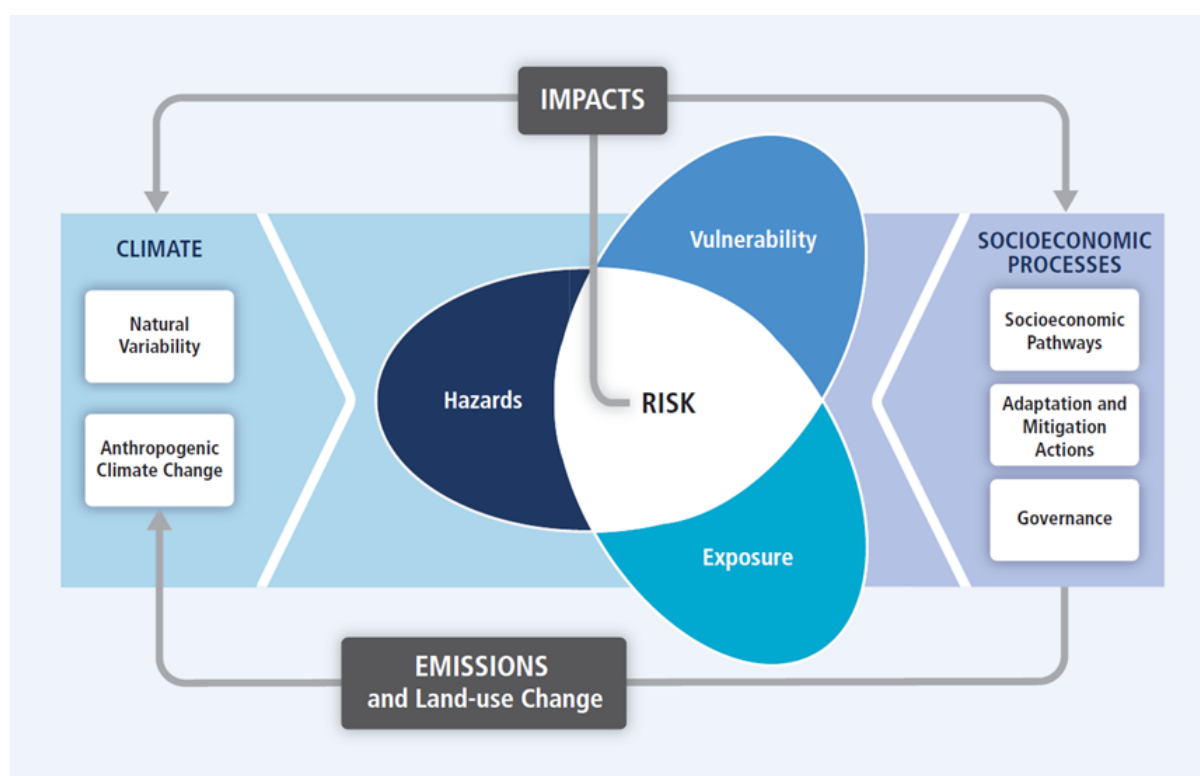 IMPACTS
CLIMATE
Natural
Variability
Anthropogenic
Climate Change
Hazards
Vulnerability
RISK
Exposure
SOCIOECONOMIC
PROCESSES
Socioeconomic
Pathways
Adaptation and
Mitigation
Actions
Governance
EMISSIONS
and Land-use Change